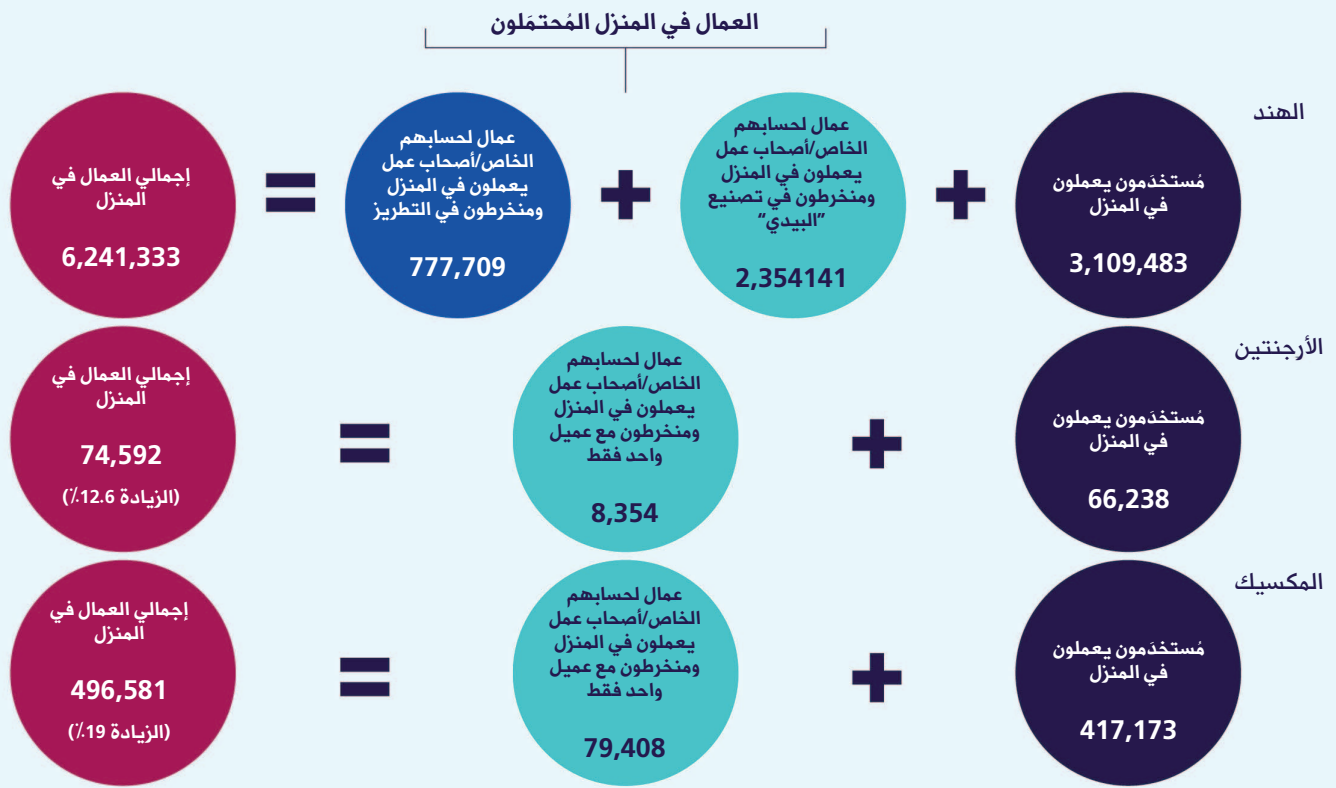 العمال في المنزل المُحتمَلون
الهند
مُستخدَمون يعملون
في المنزل
3,109,483
+
عمال لحسابهم
الخاص/أصحاب عمل
يعملون في المنزل
ومنخرطون في تصنيع
"البيدي"
2,354141
+
عمال لحسابهم
الخاص/أصحاب عمل
يعملون في المنزل
ومنخرطون في التطريز
777,709
=
إجمالي العمال في
المنزل
6,241,333
الأرجنتين
مُستخدَمون يعملون
في المنزل
66,238
+
عمال لحسابهم
الخاص/أصحاب عمل
يعملون في المنزل
ومنخرطون مع عميل
واحد فقط
8,354
=
إجمالي العمال في
المنزل
74,592
(الزيادة 12.6٪)
المكسيك
مُستخدَمون يعملون
في المنزل
417,173
+
عمال لحسابهم
الخاص/أصحاب عمل
يعملون في المنزل
ومنخرطون مع عميل
واحد فقط
79,408
=
إجمالي العمال في
المنزل
496,581
(الزيادة 19٪)